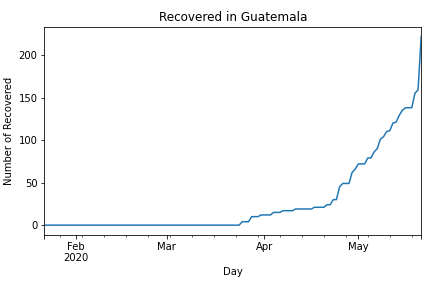 Recovered in Guatemala
Number of Recovered
200
150
100
50
0
Feb
2020
Mar
Apr
May
Day